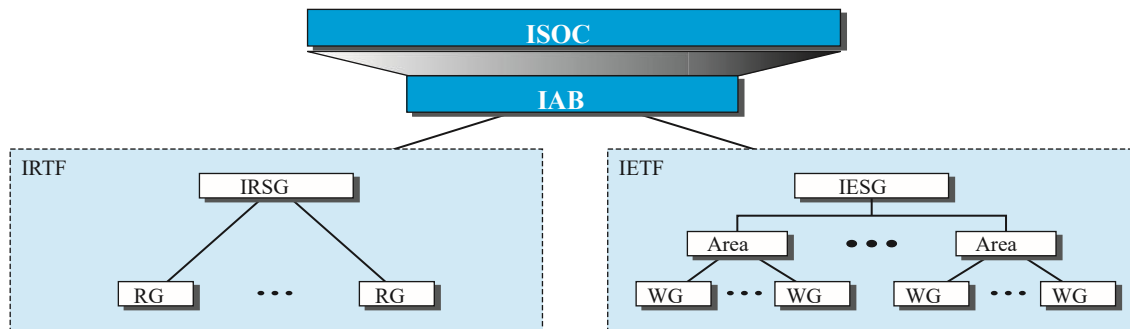 ISOC
IAB
IRTF
IETF
IRSG
IESG
Area
Area
RG
RG
WG
WG
WG
WG